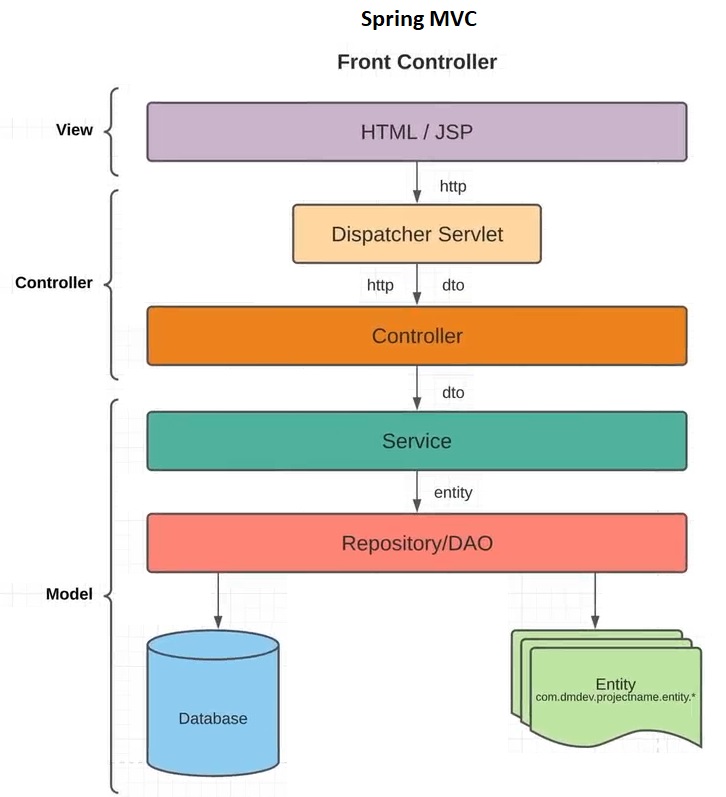 Spring MVC
Front Controller
View
HTML / JSP
http
Controller
Dispatcher Servlet
http dto
Controller
dto
Service
entity
Repository/DAO
Model
Database
Entity
com.dmdev.projectname.entity.*